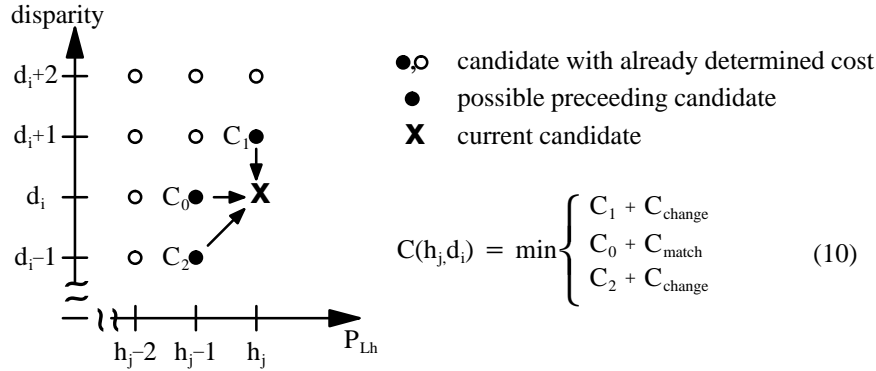 disparity
d_i+2
d_i+1
d_i
d_i−1
C_1
C_0
C_2
X
h_j−2 h_j−1 h_j
P_Lh
●,○ candidate with already determined cost
● possible preceeding candidate
X current candidate
C(h_j,d_i) = min {
C_1 + C_change
C_0 + C_match
C_2 + C_change
(10)